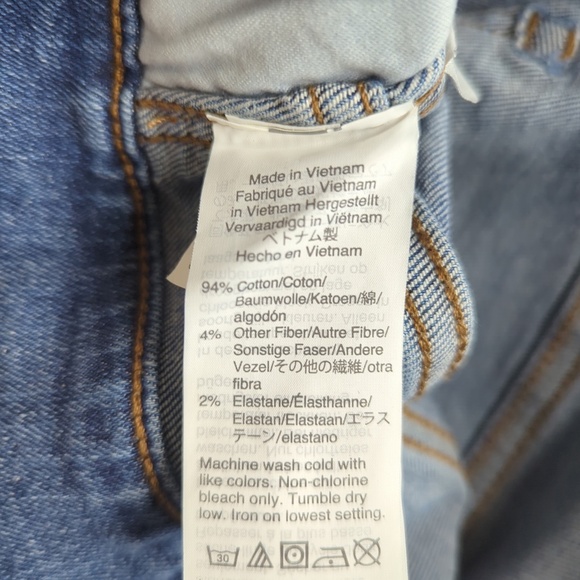 Made in Vietnam
Fabriqué au Vietnam
in Vietnam Hergestellt
Vervaardigd in Viëtnam
ベトナム製
Hecho en Vietnam
94% Cotton/Coton/
Baumwolle/Katoen/綿/
algodón
4% Other Fiber/Autre Fibre/
Sonstige Faser/Andere
Vezel/その他の繊維/otra
fibra
2% Elastane/Élasthanne/
Elastan/Elastaan/エラス
テーン/elastano
Machine wash cold with
like colors. Non-chlorine
bleach only. Tumble dry
low. Iron on lowest setting.
30